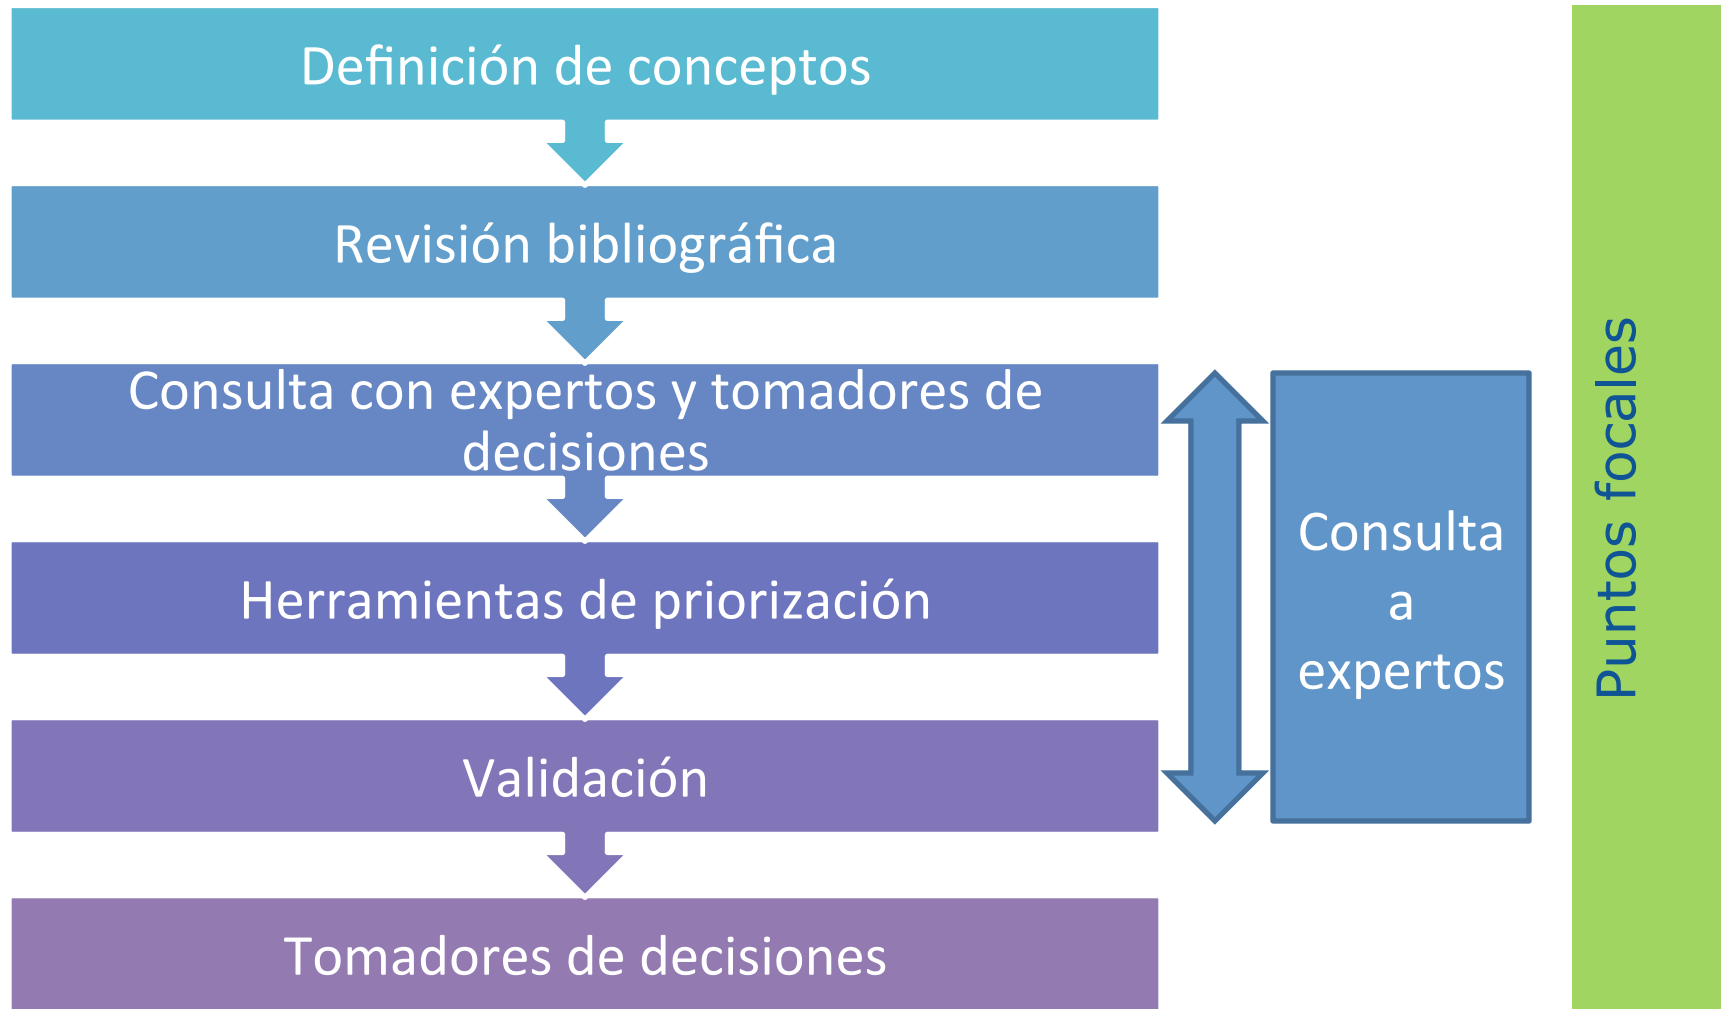 Definición de conceptos
Revisión bibliográfica
Consulta con expertos y tomadores de
decisiones
Herramientas de priorización
Validación
Tomadores de decisiones
Consulta
a
expertos
Puntos focales